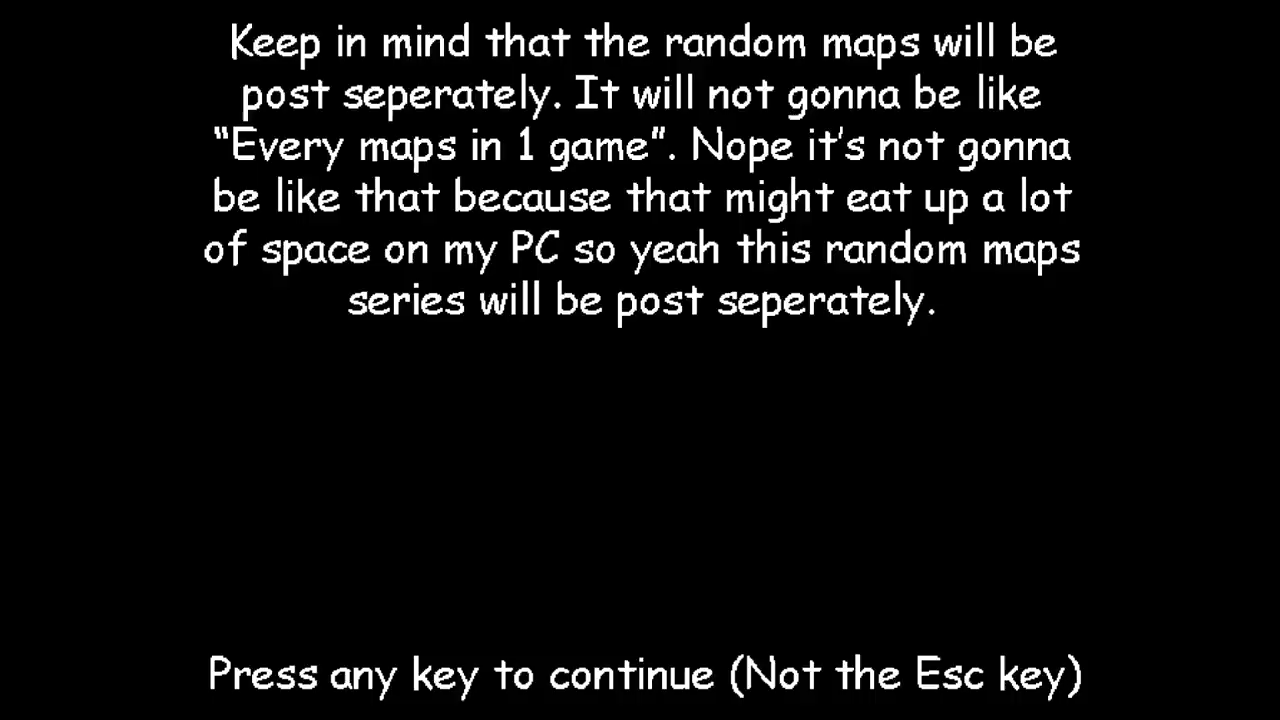 Keep in mind that the random maps will be
post seperately. It will not gonna be like
“Every maps in 1 game”. Nope it’s not gonna
be like that because that might eat up a lot
of space on my PC so yeah this random maps
series will be post seperately.
Press any key to continue (Not the Esc key)